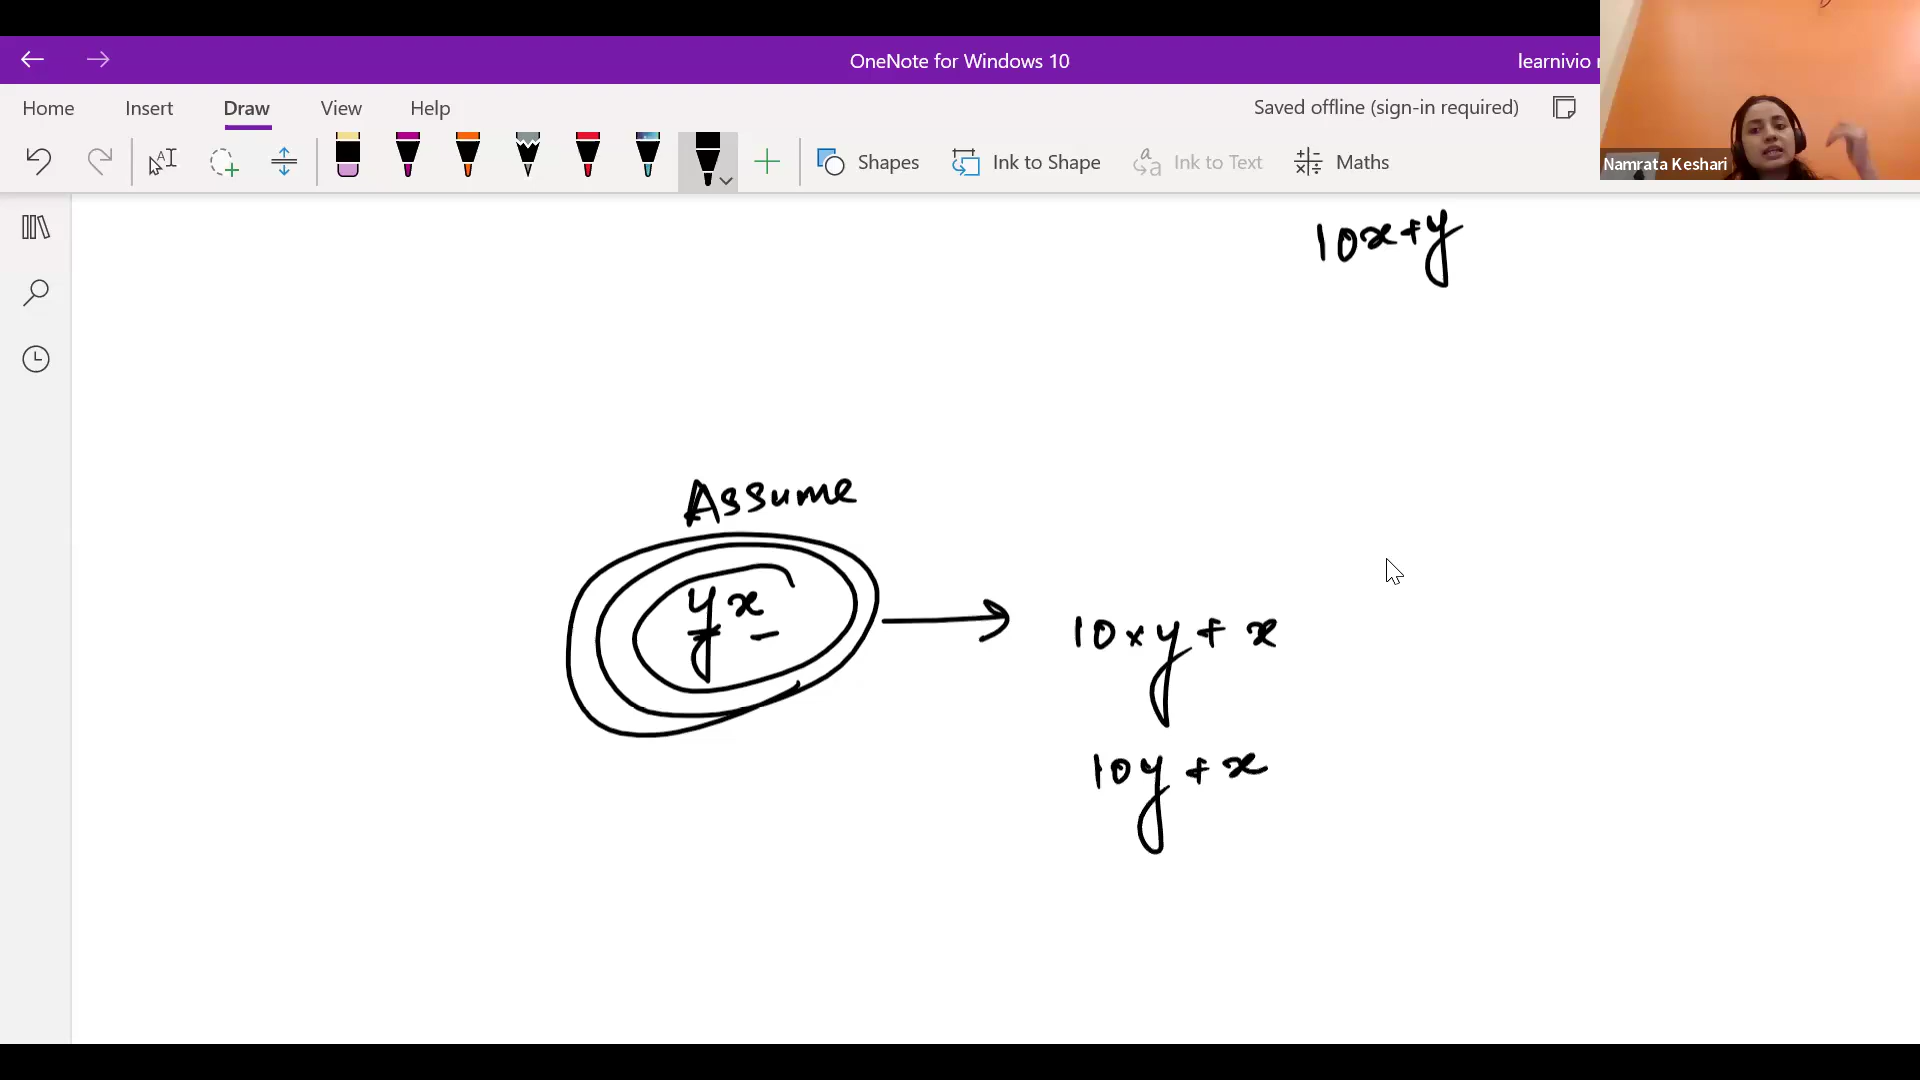 OneNote for Windows 10
learnivio
Home Insert Draw View Help
Saved offline (sign-in required)
Shapes Ink to Shape Ink to Text Maths
Namrata Keshari
10x+y
Assume
yx
10×y+x
10y+x